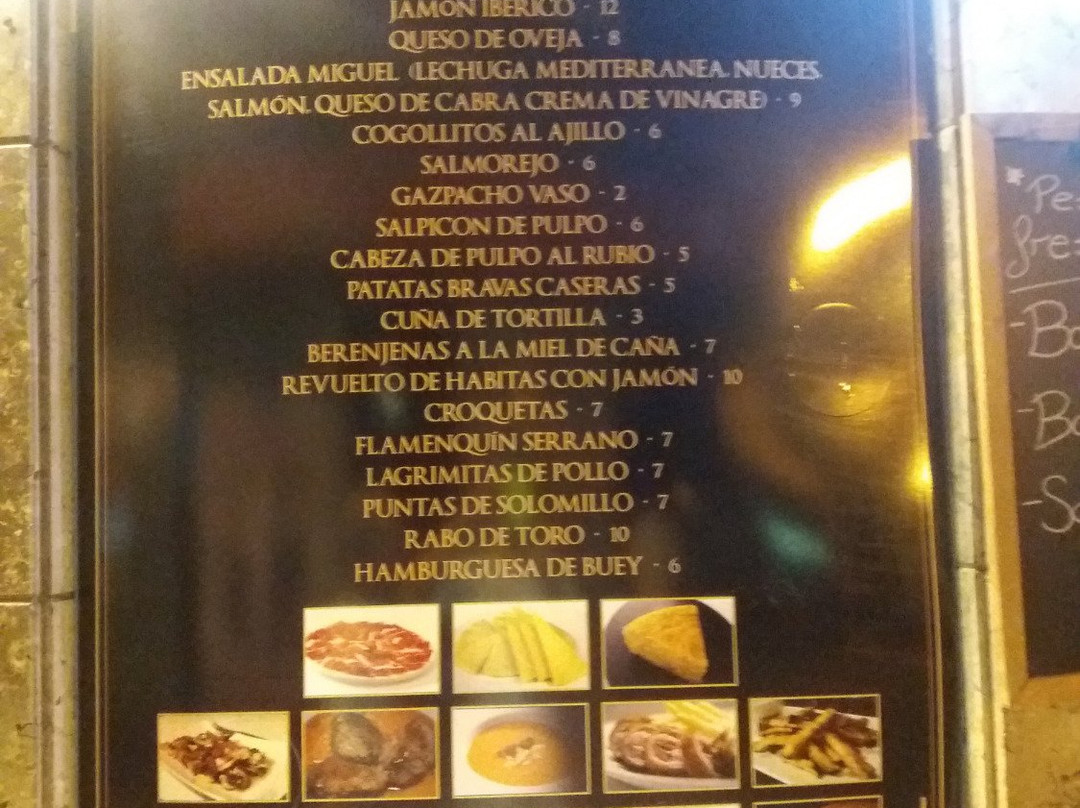 JAMÓN IBÉRICO - 12
QUESO DE OVEJA - 8
ENSALADA MIGUEL (LECHUGA MEDITERRANEA, NUECES,
SALMÓN, QUESO DE CABRA CREMA DE VINAGRE) - 9
COGOLLITOS AL AJILLO - 6
SALMOREJO - 6
GAZPACHO VASO - 2
SALPICON DE PULPO - 6
CABEZA DE PULPO AL RUBIO - 5
PATATAS BRAVAS CASERAS - 5
CUÑA DE TORTILLA - 3
BERENJENAS A LA MIEL DE CAÑA - 7
REVUELTO DE HABITAS CON JAMÓN - 10
CROQUETAS - 7
FLAMENQUÍN SERRANO - 7
LAGRIMITAS DE POLLO - 7
PUNTAS DE SOLOMILLO - 7
RABO DE TORO - 10
HAMBURGUESA DE BUEY - 6